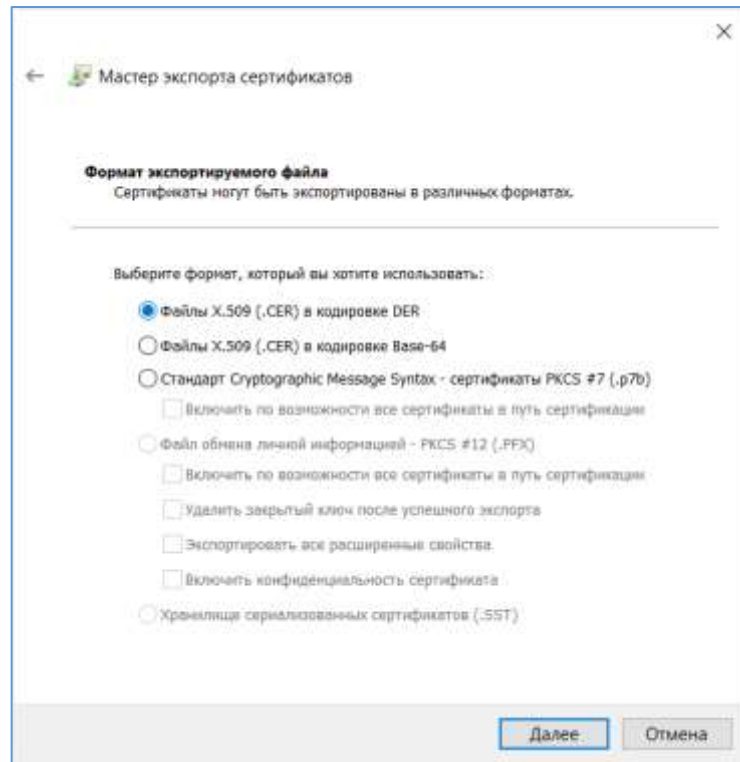 Мастер экспорта сертификатов
Формат экспортируемого файла
Сертификаты могут быть экспортированы в различных форматах.
Выберите формат, который вы хотите использовать:
Файлы X.509 (.CER) в кодировке DER
Файлы X.509 (.CER) в кодировке Base-64
Стандарт Cryptographic Message Syntax - сертификаты PKCS #7 (.p7b)
Включить по возможности все сертификаты в путь сертификации
Файл обмена личной информацией - PKCS #12 (.PFX)
Включить по возможности все сертификаты в путь сертификации
Удалить закрытый ключ после успешного экспорта
Экспортировать все расширенные свойства
Включить конфиденциальность сертификата
Хранилище сериализованных сертификатов (.SST)
Далее Отмена